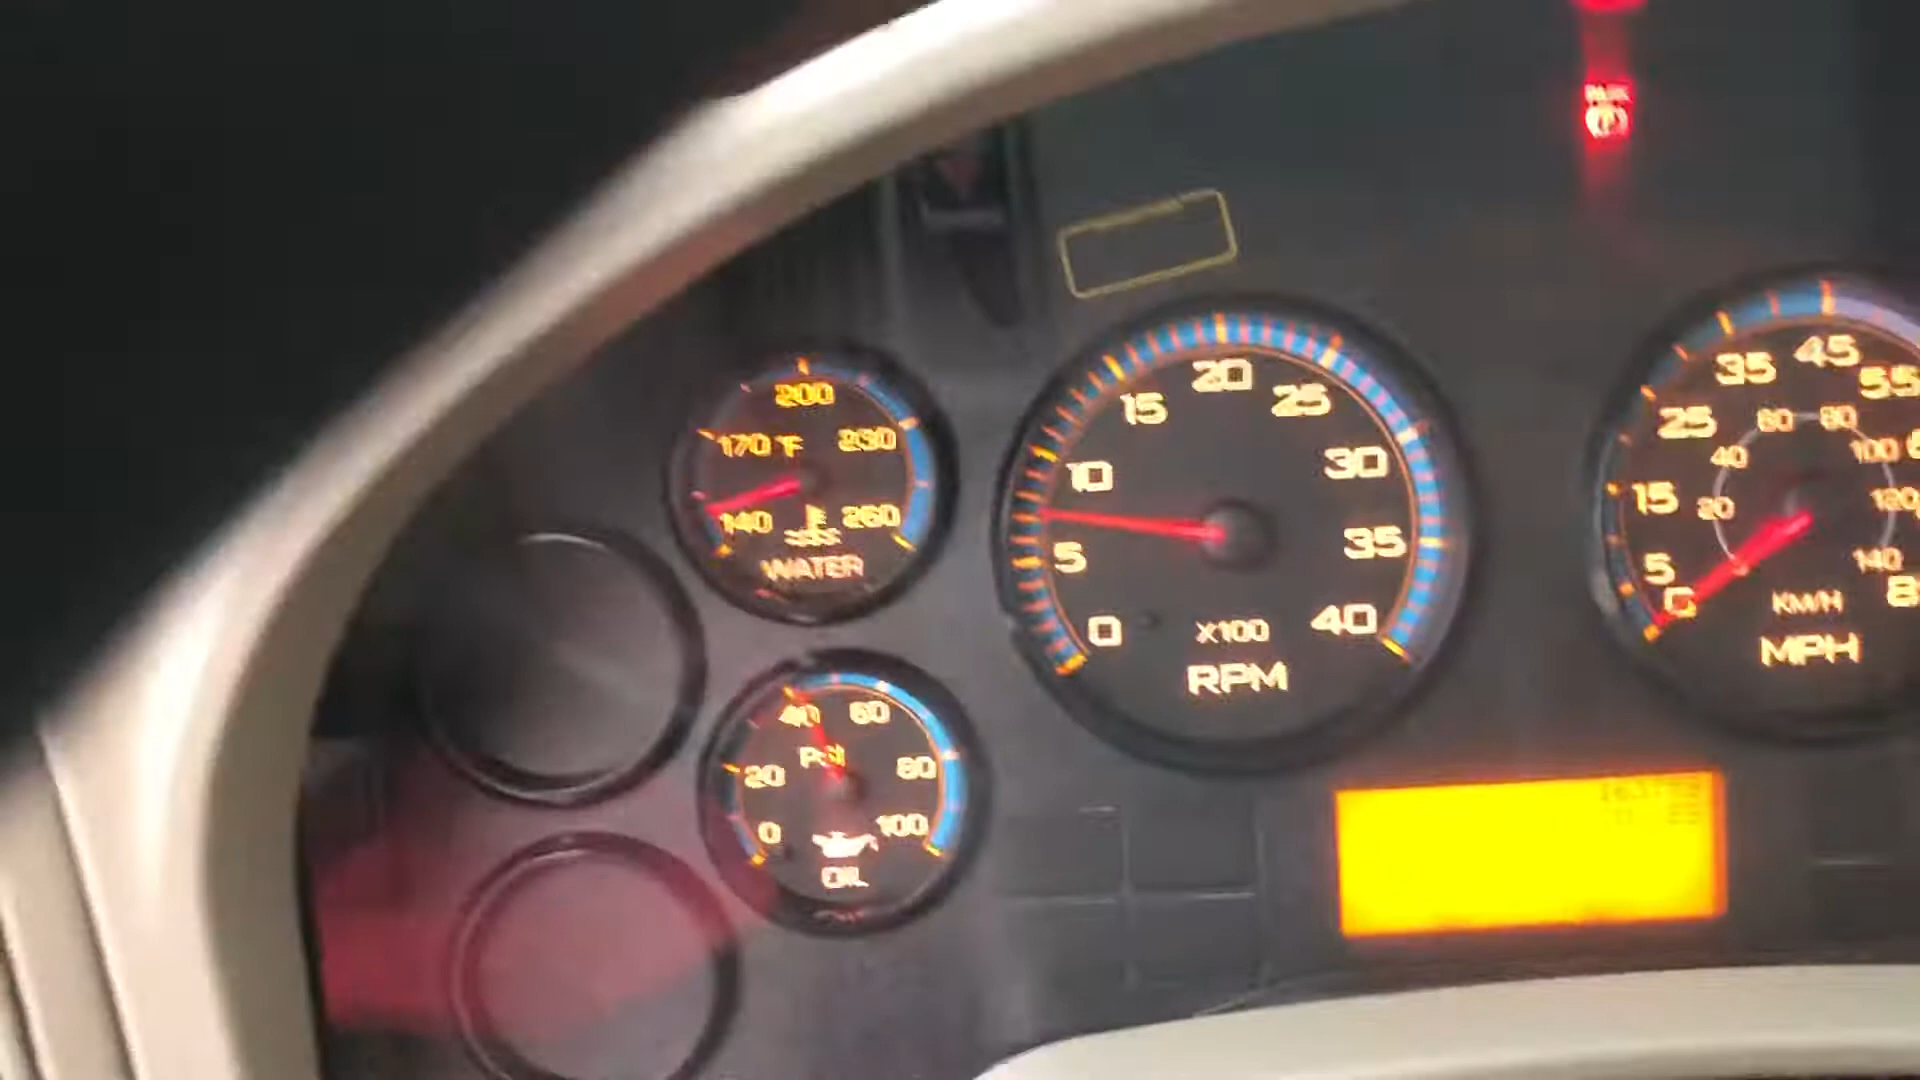 PARK
200
170 °F 230
140 260
WATER
20
15 25
10 30
5 35
0 40
X100
RPM
45
35 55
25
60 80
40 100
15 20 120
5 140
0
KM/H
MPH
40 60
PSI
20 80
0 100
OIL